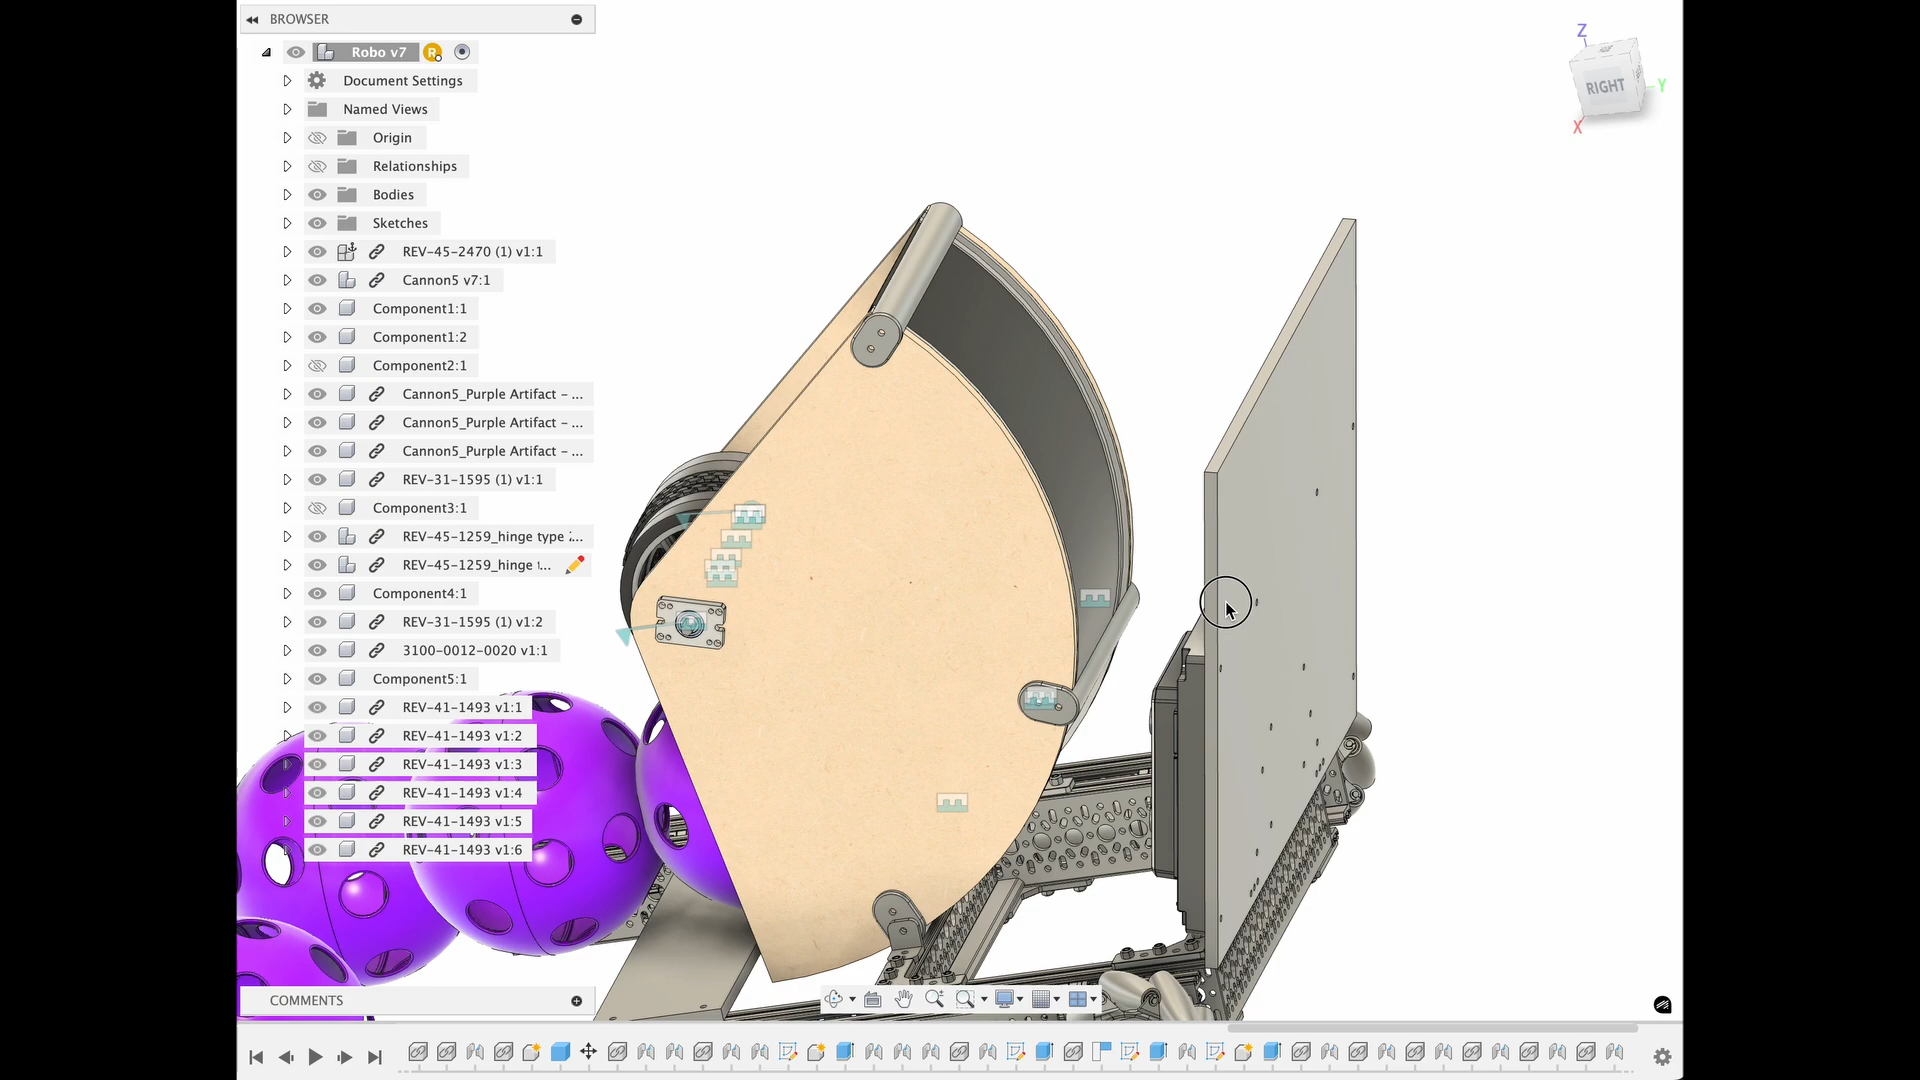 BROWSER
Robo v7
R
Document Settings
Named Views
Origin
Relationships
Bodies
Sketches
REV-45-2470 (1) v1:1
Cannon5 v7:1
Component1:1
Component1:2
Component2:1
Cannon5_Purple Artifact - ...
Cannon5_Purple Artifact - ...
Cannon5_Purple Artifact - ...
REV-31-1595 (1) v1:1
Component3:1
REV-45-1259_hinge type ...
REV-45-1259_hinge ...
Component4:1
REV-31-1595 (1) v1:2
3100-0012-0020 v1:1
Component5:1
REV-41-1493 v1:1
REV-41-1493 v1:2
REV-41-1493 v1:3
REV-41-1493 v1:4
REV-41-1493 v1:5
REV-41-1493 v1:6
COMMENTS
Z
RIGHT
Y
X